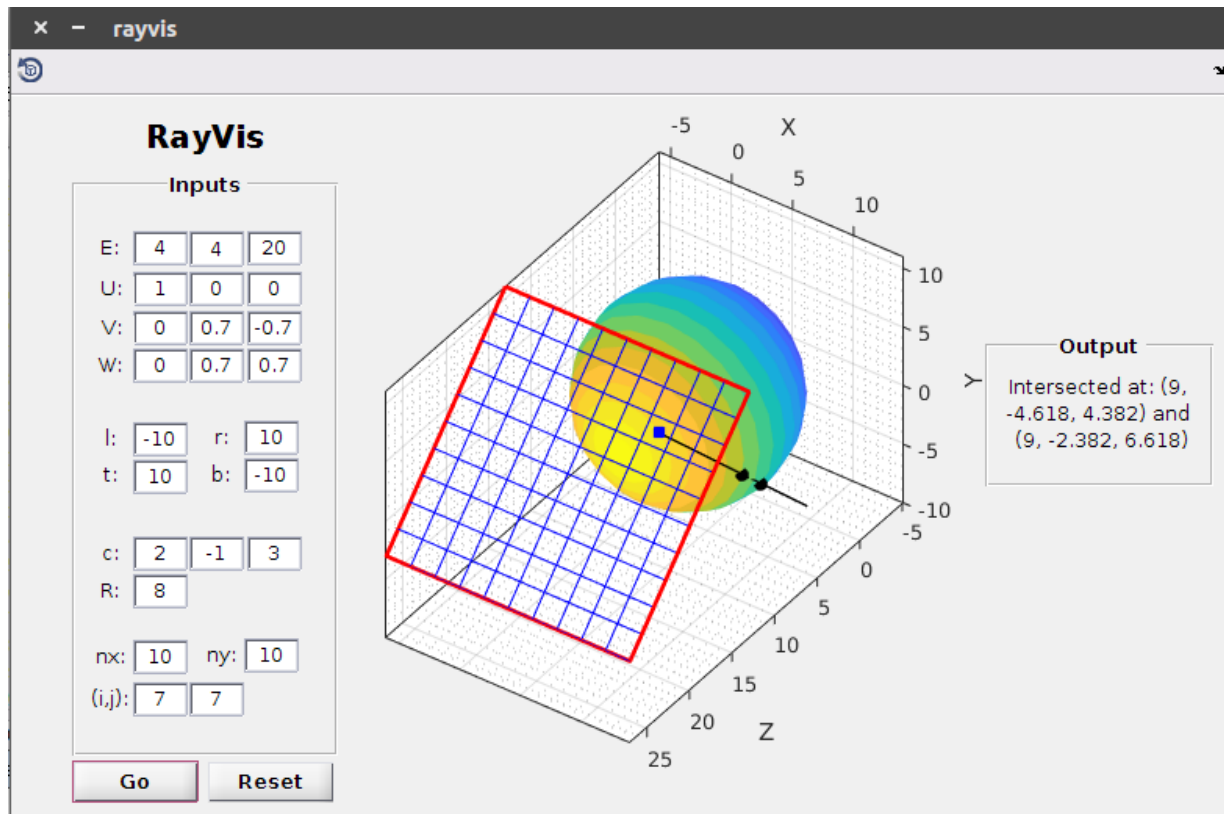 rayvis
RayVis
Inputs
E: 4 4 20
U: 1 0 0
V: 0 0.7 -0.7
W: 0 0.7 0.7
l: -10 r: 10
t: 10 b: -10
c: 2 -1 3
R: 8
nx: 10 ny: 10
(i,j): 7 7
Go Reset
X
-5
0
5
10
10
5
0
-5
-10
Y
-5
0
5
10
15
20
25
Z
Output
Intersected at: (9,
-4.618, 4.382) and
(9, -2.382, 6.618)